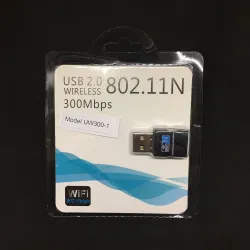 USB 2.0
WIRELESS
802.11N
300Mbps
Model UW300-1
WiFi